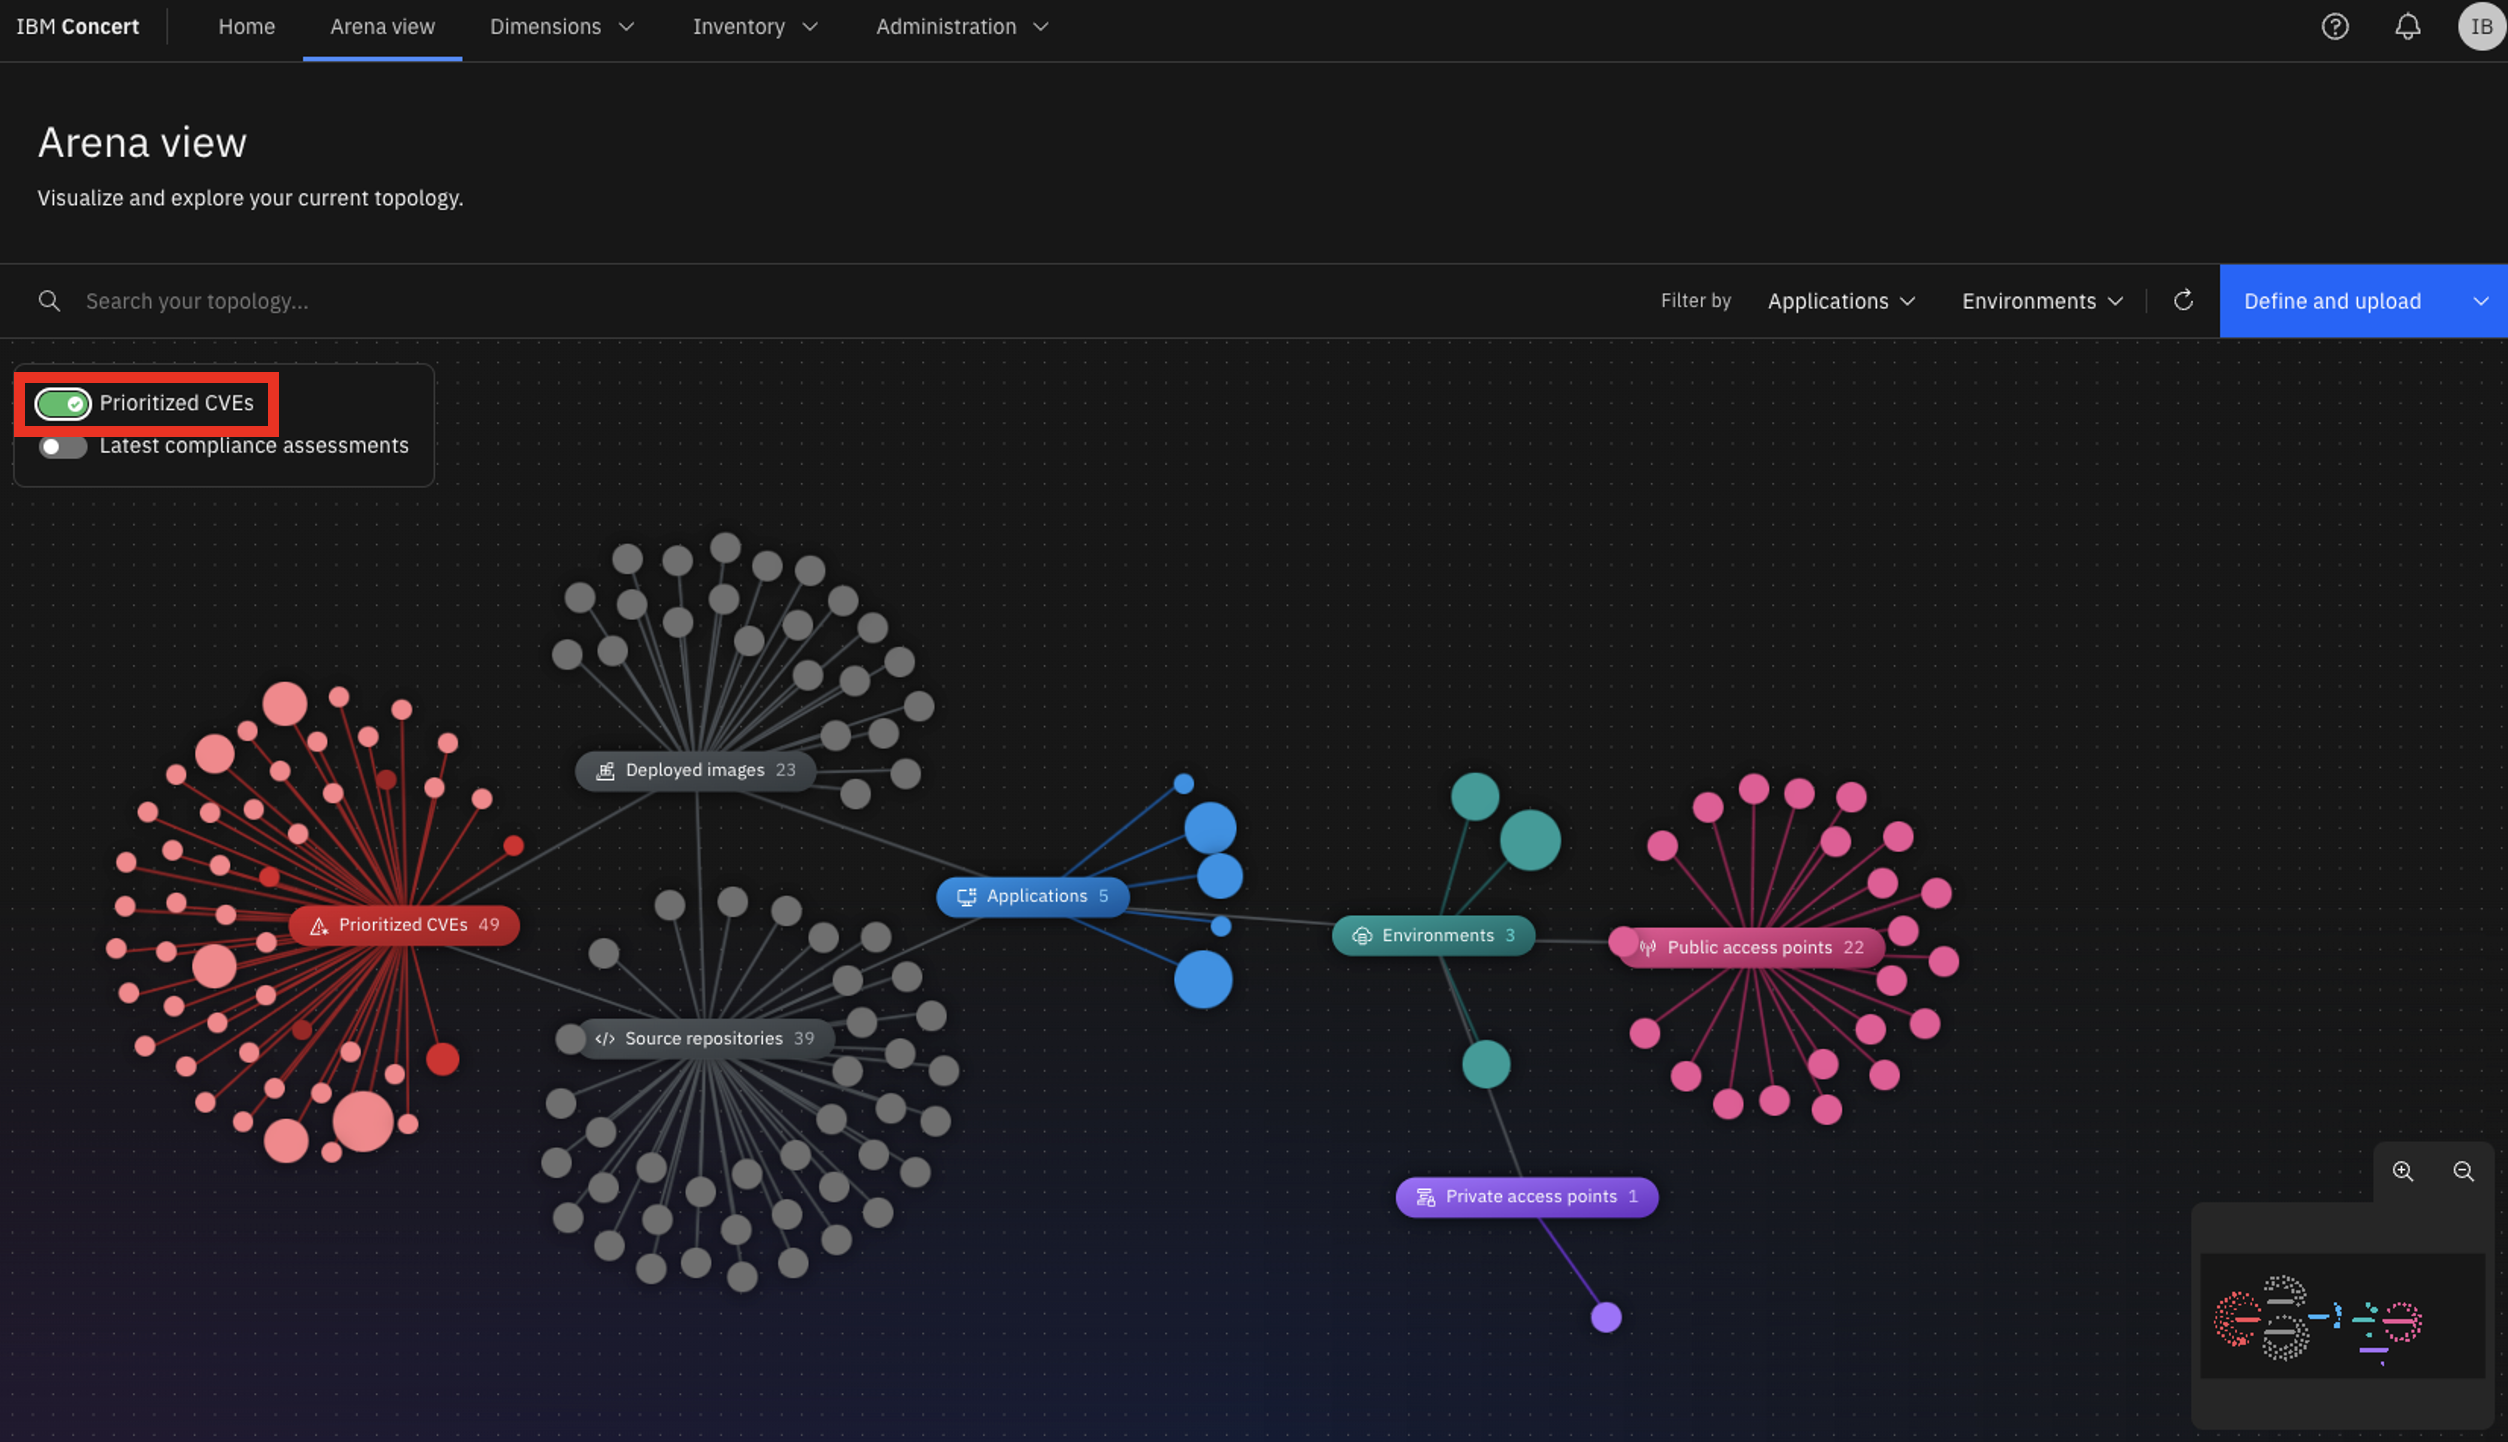 IBM Concert Home Arena view Dimensions Inventory Administration IB
Arena view
Visualize and explore your current topology.
Search your topology... Filter by Applications Environments Define and upload
Prioritized CVEs
Latest compliance assessments
Deployed images 23
Applications 5
Prioritized CVEs 49
Environments 3
Public access points 22
</> Source repositories 39
Private access points 1